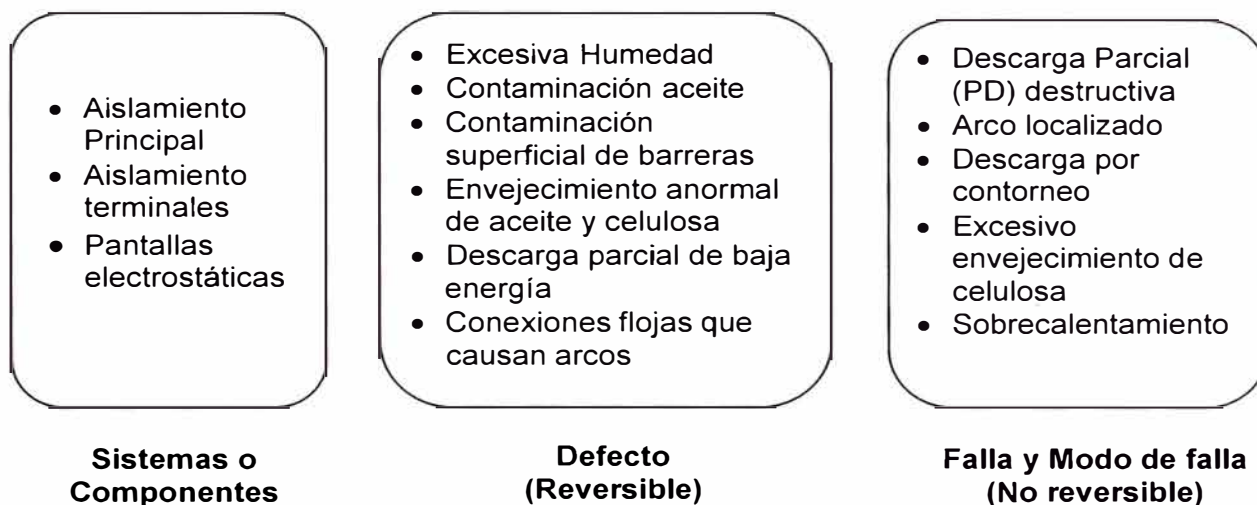 • Aislamiento
Principal
• Aislamiento
terminales
• Pantallas
electrostáticas
• Excesiva Humedad
• Contaminación aceite
• Contaminación
superficial de barreras
• Envejecimiento anormal
de aceite y celulosa
• Descarga parcial de baja
energía
• Conexiones flojas que
causan arcos
• Descarga Parcial
(PD) destructiva
• Arco localizado
• Descarga por
contorneo
• Excesivo
envejecimiento de
celulosa
• Sobrecalentamiento
Sistemas o
Componentes
Defecto
(Reversible)
Falla y Modo de falla
(No reversible)